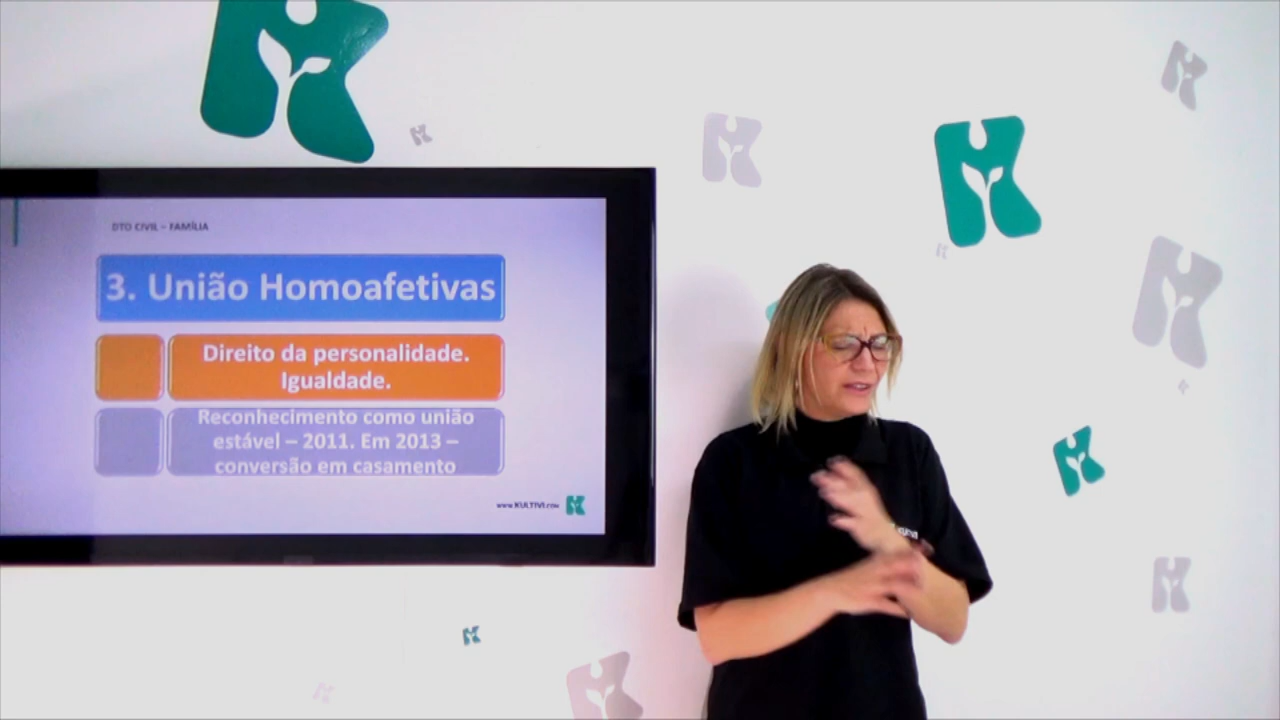 DTO CIVIL – FAMÍLIA
3. União Homoafetivas
Direito da personalidade.
Igualdade.
Reconhecimento como união
estável – 2011. Em 2013 –
conversão em casamento
www.KULTIVI.com